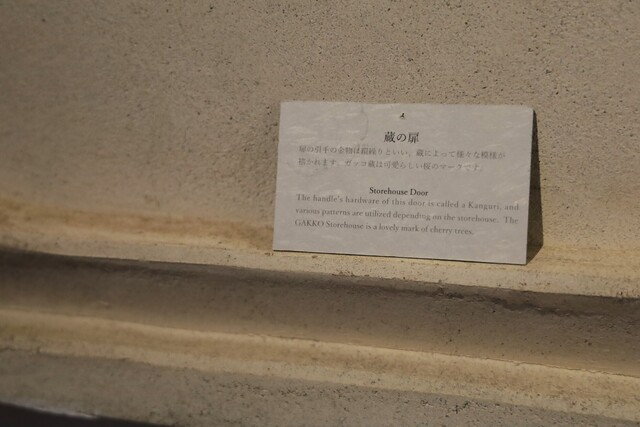 蔵の扉
扉の引手の金物は環繰りといい、蔵によって様々な模様が
描かれます。ガッコ蔵は可愛らしい桜のマークです。
Storehouse Door
The handle's hardware of this door is called a Kanguri, and
various patterns are utilized depending on the storehouse. The
GAKKO Storehouse is a lovely mark of cherry trees.